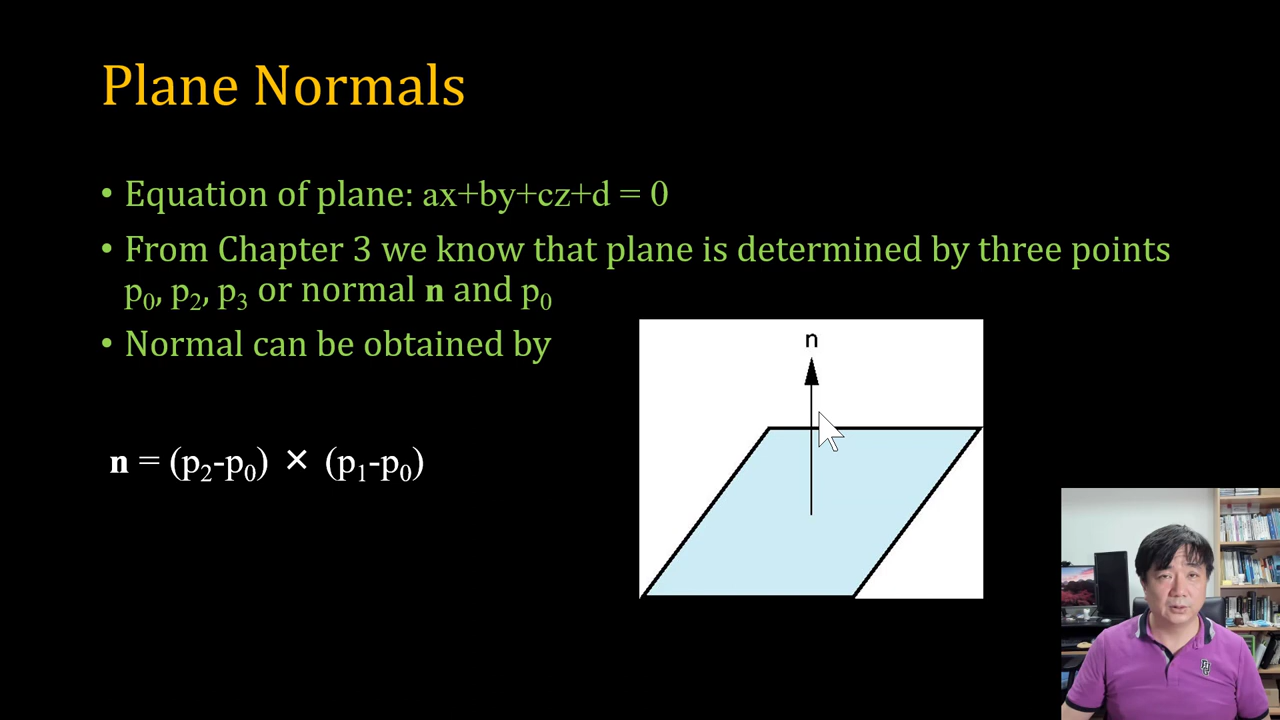 Plane Normals
• Equation of plane: ax+by+cz+d = 0
• From Chapter 3 we know that plane is determined by three points
p₀, p₂, p₃ or normal n and p₀
• Normal can be obtained by
n
n = (p₂-p₀) × (p₁-p₀)